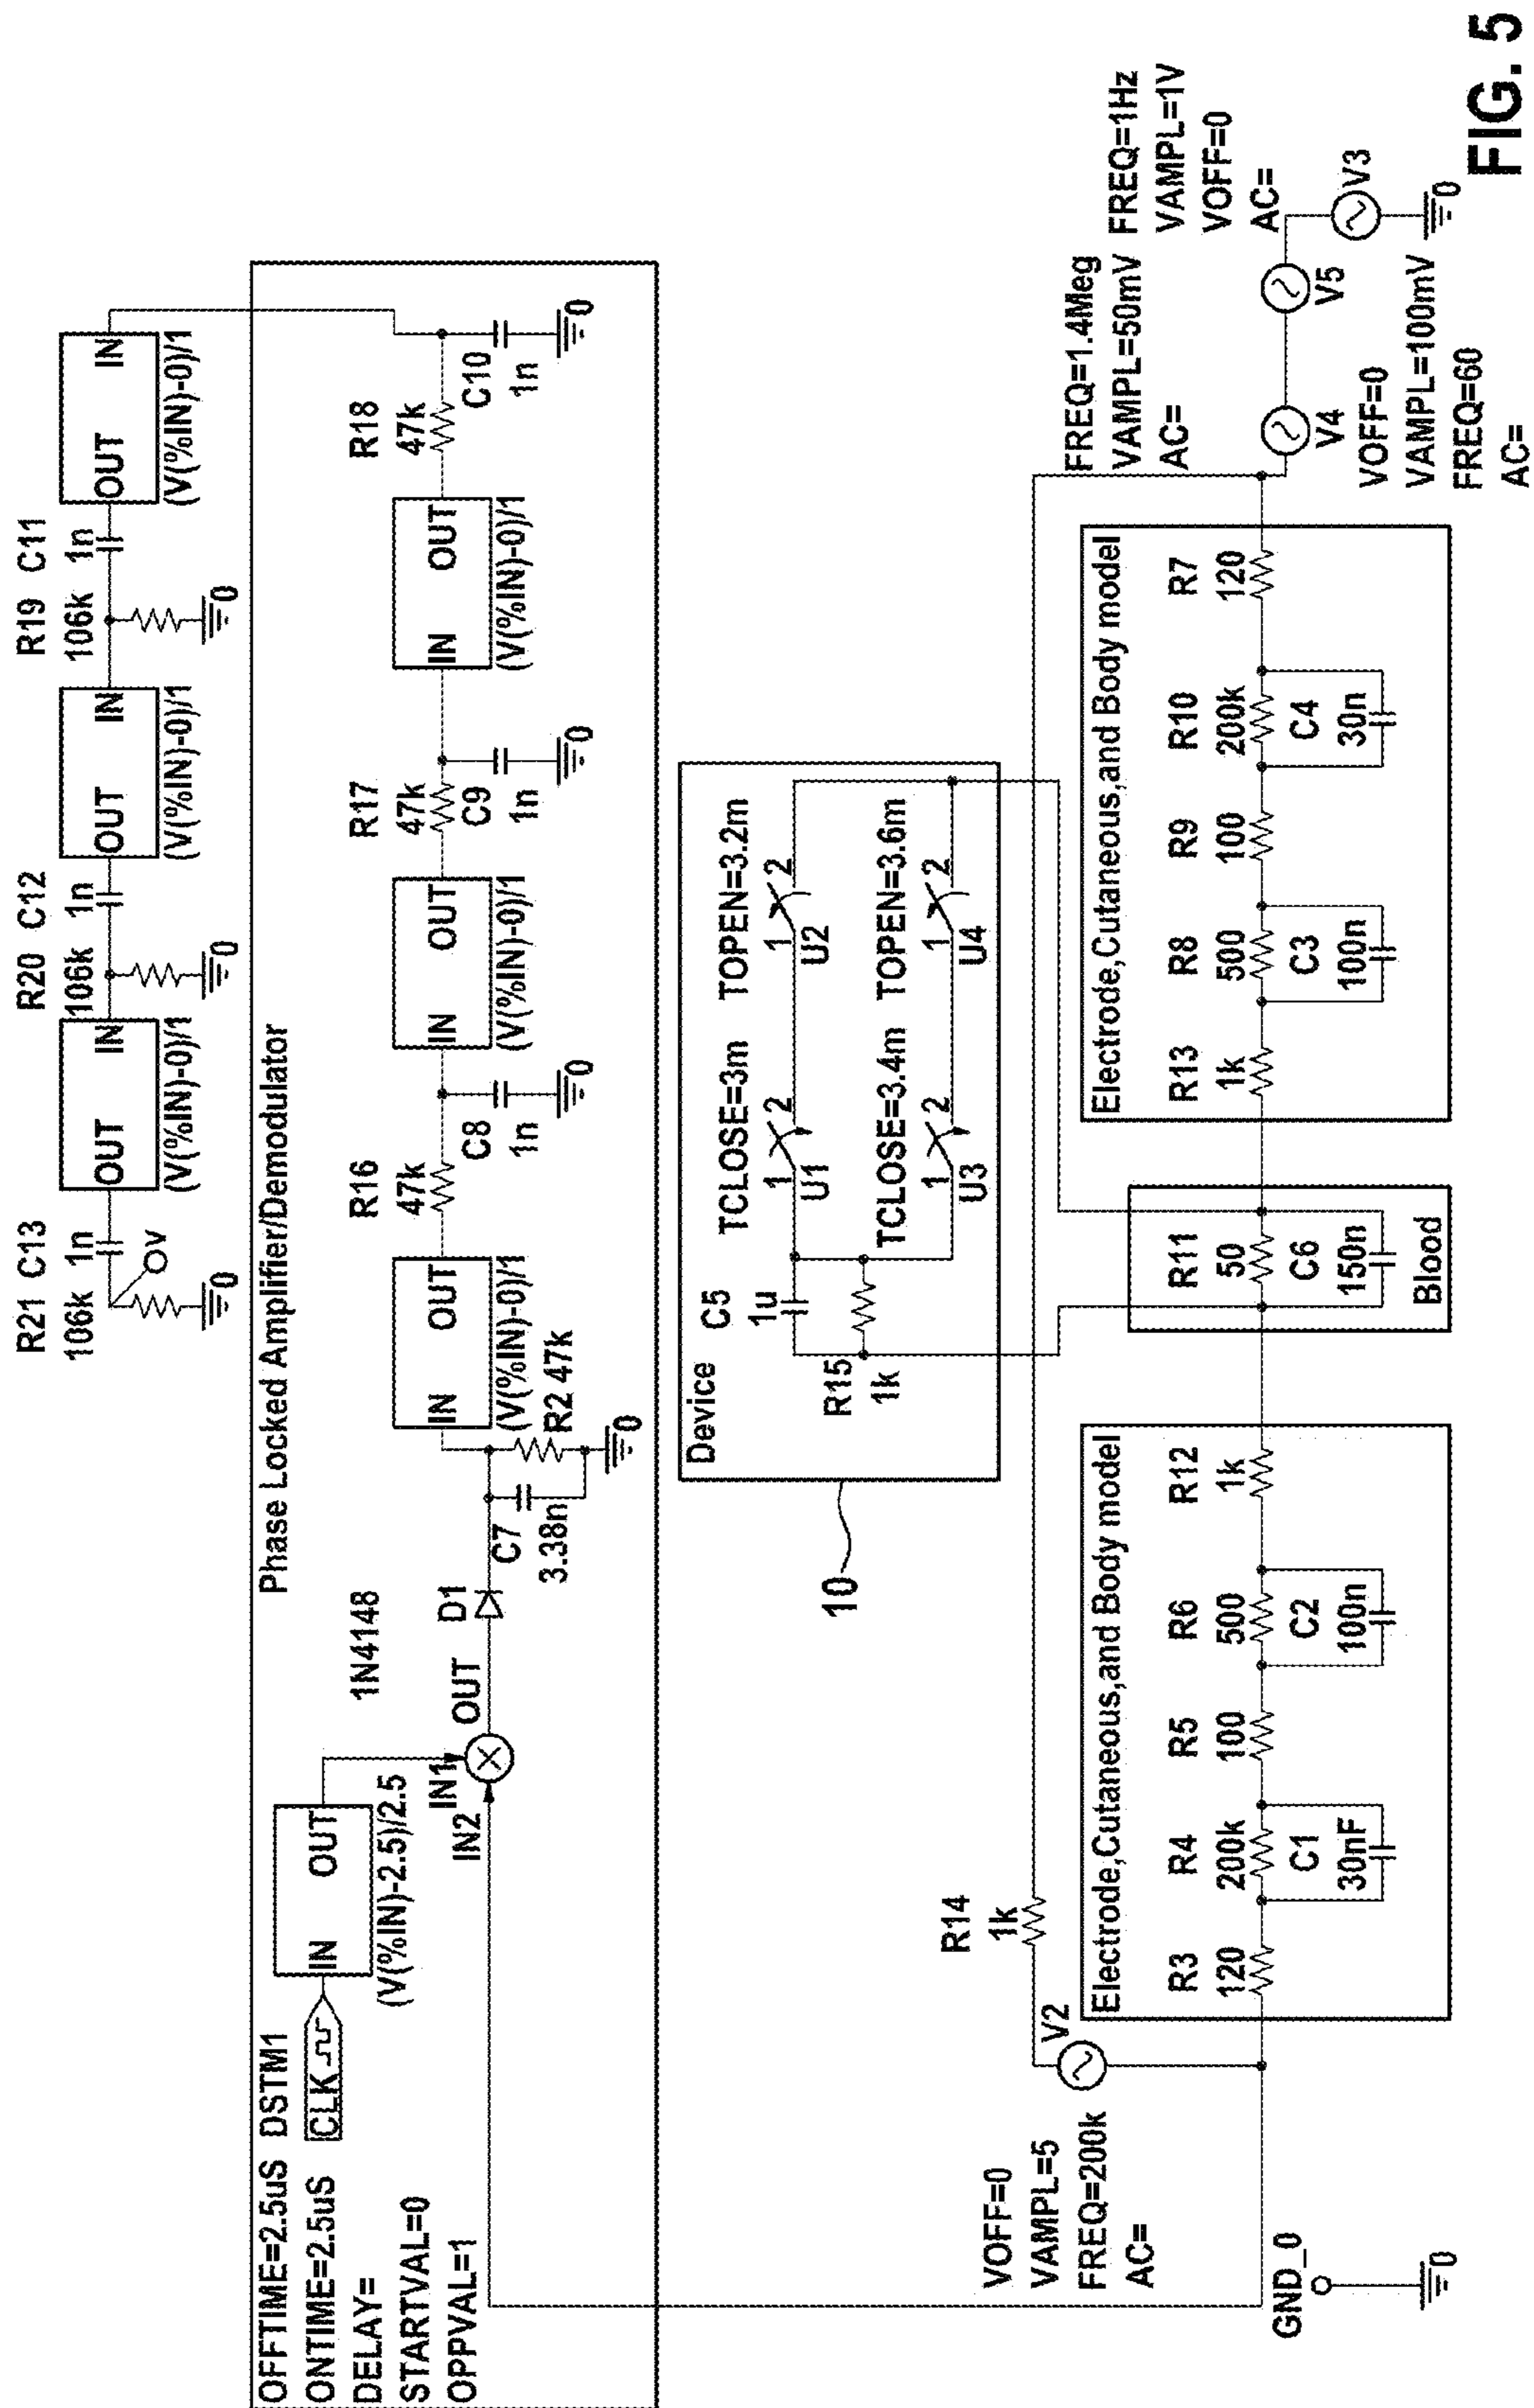 R21 C13
106k 1n
V
0
OUT IN
(V(%IN)-0)/1
R20 C12
106k 1n
0
OUT IN
(V(%IN)-0)/1
R19 C11
106k 1n
0
OUT IN
(V(%IN)-0)/1
Phase Locked Amplifier/Demodulator
OFFTIME=2.5uS DSTM1
ONTIME=2.5uS
DELAY=
STARTVAL=0
OPPVAL=1
CLK
IN OUT
(V(%IN)-2.5)/2.5
IN1
IN2
OUT
1N4148
D1
C7
3.38n
R2 47k
0
IN OUT
(V(%IN)-0)/1
R16
47k
C8
1n
0
IN OUT
(V(%IN)-0)/1
R17
47k
C9
1n
0
IN OUT
(V(%IN)-0)/1
R18
47k
C10
1n
0
Device
10
C5
1u
R15
1k
TCLOSE=3m
1 2
U1
TOPEN=3.2m
1 2
U2
TCLOSE=3.4m
1 2
U3
TOPEN=3.6m
1 2
U4
R14
1k
V2
VOFF=0
VAMPL=5
FREQ=200k
AC=
GND_0
0
Electrode,Cutaneous,and Body model
R3
120
R4
200k
C1
30nF
R5
100
R6
500
C2
100n
R12
1k
R11
50
C6
150n
Blood
Electrode,Cutaneous,and Body model
R13
1k
R8
500
C3
100n
R9
100
R10
200k
C4
30n
R7
120
FREQ=1.4Meg
VAMPL=50mV
AC=
FREQ=1Hz
VAMPL=1V
VOFF=0
AC=
V4
VOFF=0
VAMPL=100mV
FREQ=60
AC=
V5
V3
0
FIG. 5